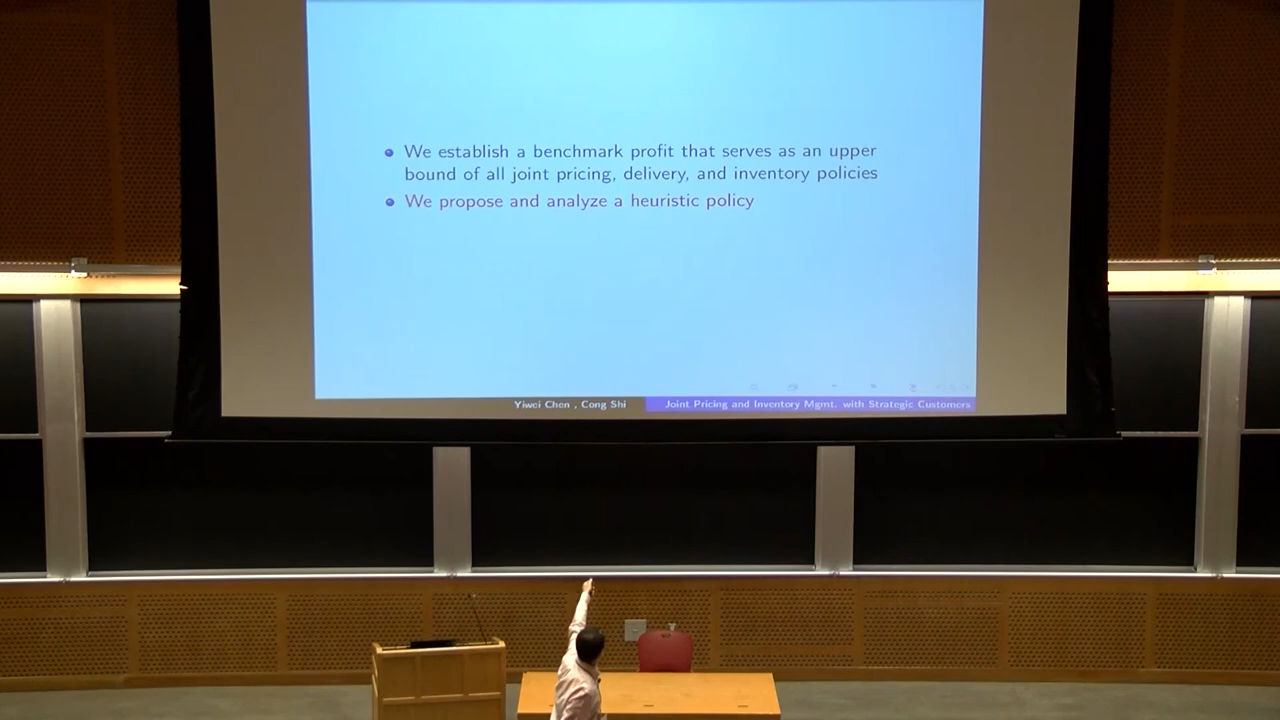 We establish a benchmark profit that serves as an upper
bound of all joint pricing, delivery, and inventory policies
We propose and analyze a heuristic policy
Yiwei Chen , Cong Shi
Joint Pricing and Inventory Mgmt. with Strategic Customers